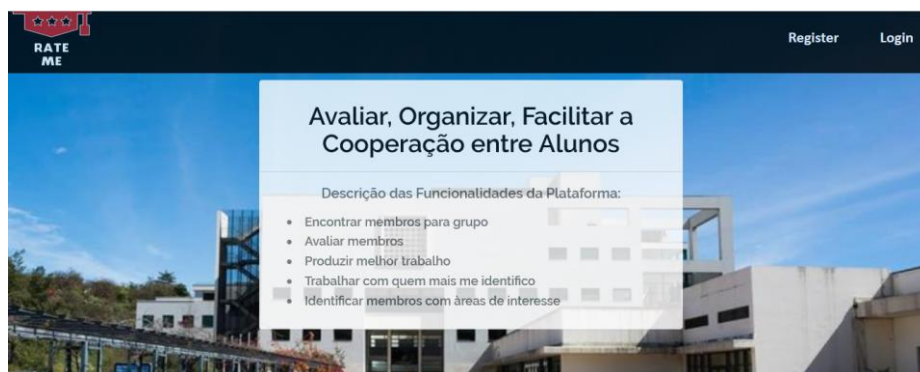 RATE
ME
Register
Login
Avaliar, Organizar, Facilitar a
Cooperação entre Alunos
Descrição das Funcionalidades da Plataforma:
Encontrar membros para grupo
Avaliar membros
Produzir melhor trabalho
Trabalhar com quem mais me identifico
Identificar membros com àreas de interesse